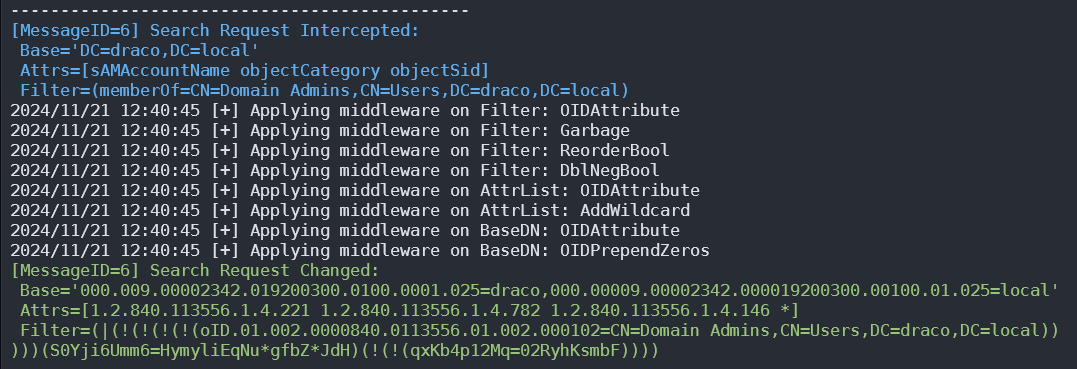 ----------------------------------------------
[MessageID=6] Search Request Intercepted:
Base='DC=draco,DC=local'
Attrs=[sAMAccountName objectCategory objectSid]
Filter=(memberOf=CN=Domain Admins,CN=Users,DC=draco,DC=local)
2024/11/21 12:40:45 [+] Applying middleware on Filter: OIDAttribute
2024/11/21 12:40:45 [+] Applying middleware on Filter: Garbage
2024/11/21 12:40:45 [+] Applying middleware on Filter: ReorderBool
2024/11/21 12:40:45 [+] Applying middleware on Filter: DblNegBool
2024/11/21 12:40:45 [+] Applying middleware on AttrList: OIDAttribute
2024/11/21 12:40:45 [+] Applying middleware on AttrList: AddWildcard
2024/11/21 12:40:45 [+] Applying middleware on BaseDN: OIDAttribute
2024/11/21 12:40:45 [+] Applying middleware on BaseDN: OIDPrependZeros
[MessageID=6] Search Request Changed:
Base='000.009.00002342.019200300.0100.0001.025=draco,000.00009.00002342.000019200300.00100.01.025=local'
Attrs=[1.2.840.113556.1.4.221 1.2.840.113556.1.4.782 1.2.840.113556.1.4.146 *]
Filter=(|(!(!(!(!(oID.01.002.0000840.0113556.01.002.000102=CN=Domain Admins,CN=Users,DC=draco,DC=local))
)))(S0Yji6Umm6=HymyliEqNu*gfbZ*JdH)(!(!(qxKb4p12Mq=02RyhKsmbF))))